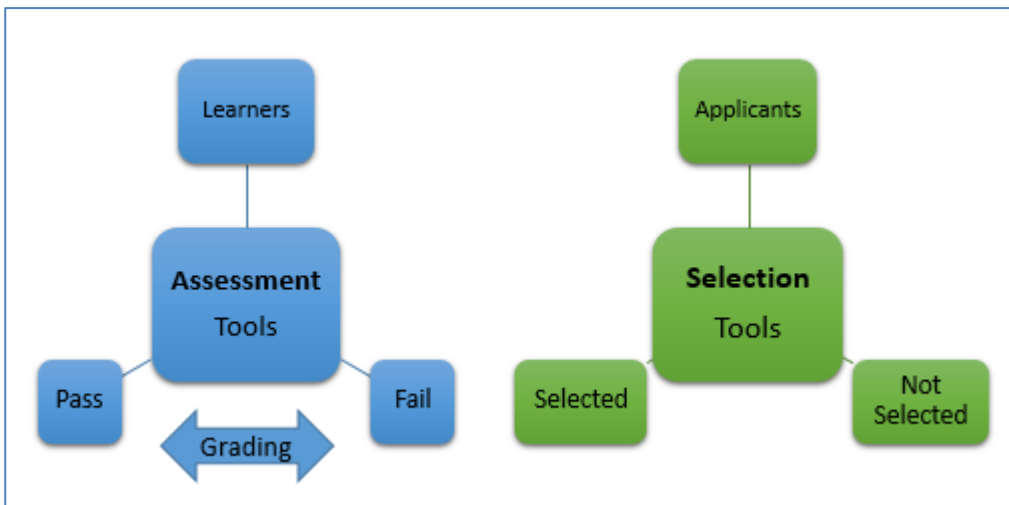 Learners
Assessment
Tools
Pass
Fail
Grading
Applicants
Selection
Tools
Selected
Not
Selected